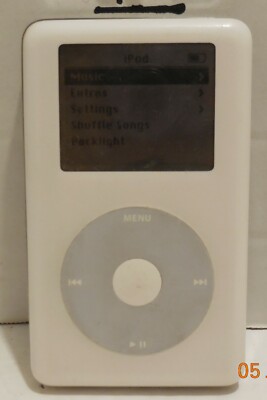 iPod
Music
Extras
Settings
Shuffle Songs
Backlight
MENU
05